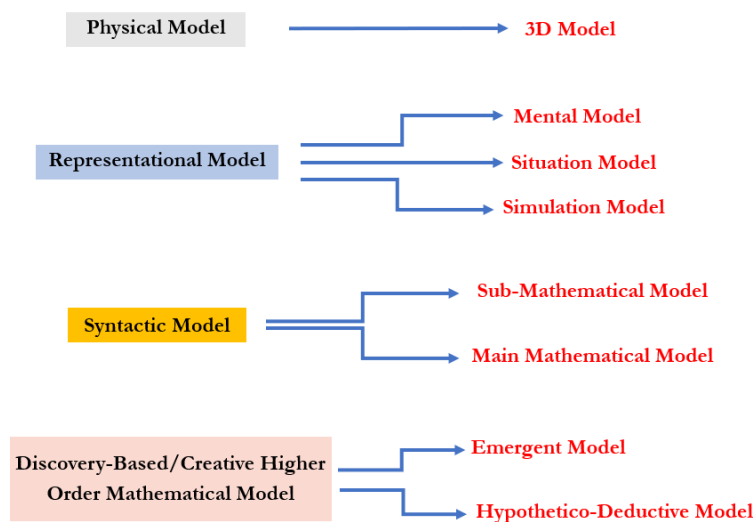 Physical Model
3D Model
Mental Model
Representational Model
Situation Model
Simulation Model
Sub-Mathematical Model
Syntactic Model
Main Mathematical Model
Discovery-Based/Creative Higher
Order Mathematical Model
Emergent Model
Hypothetico-Deductive Model